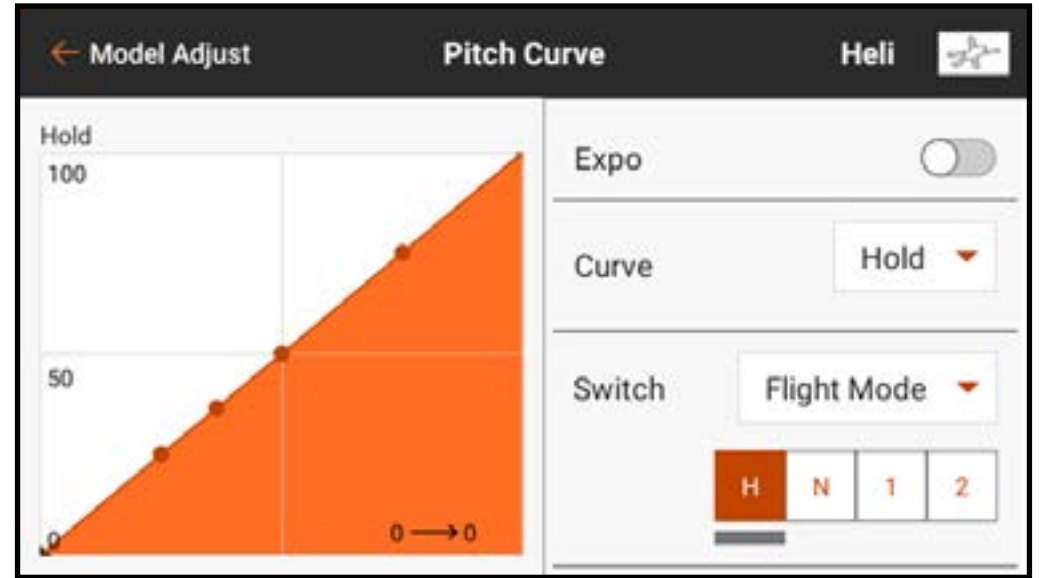 ← Model Adjust
Pitch Curve
Heli
Hold
100
50
0
0 → 0
Expo
Curve
Hold
Switch
Flight Mode
H N 1 2